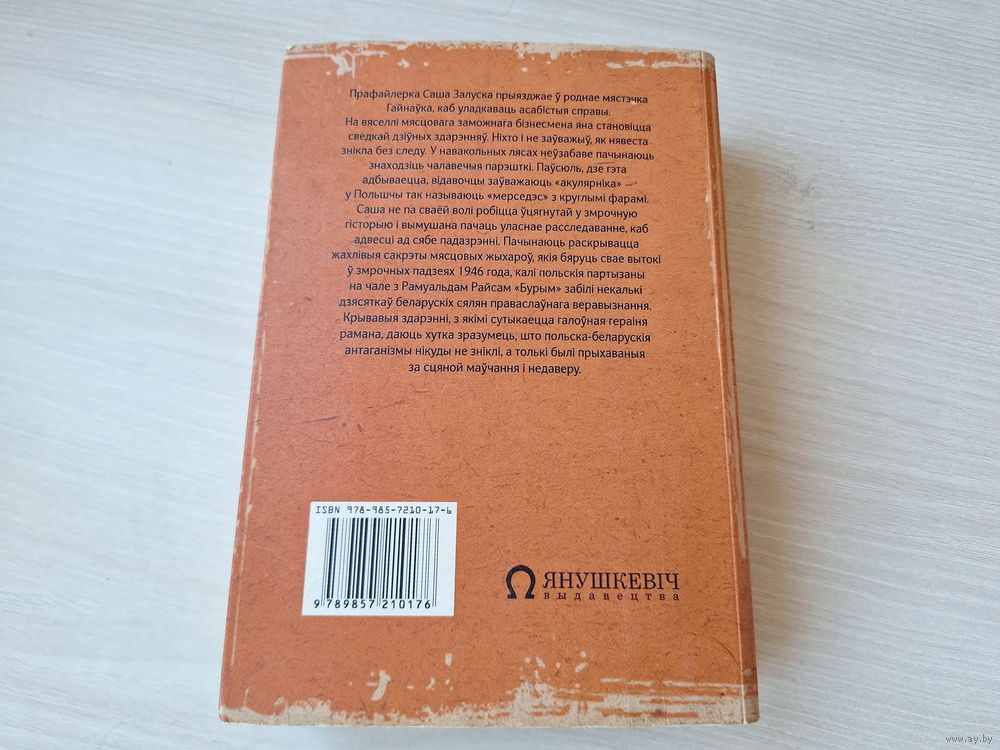 Прафайлерка Саша Залуска прыязджае ў роднае мястэчка
Гайнаўка, каб уладкаваць асабістыя справы.
На вяселлі мясцовага заможнага бізнесмена яна становіцца
сведкай дзіўных здарэнняў. Ніхто і не заўважыў, як нявеста
знікла без следу. У навакольных лясах неўзабаве пачынаюць
знаходзіць чалавечыя парэшткі. Паўсюль, дзе гэта
адбываецца, відавочцы заўважаюць «акулярніка» —
у Польшчы так называюць «мерседэс» з круглымі фарамі.
Саша не па сваёй волі робіцца ўцягнутай у змрочную
гісторыю і вымушана пачаць уласнае расследаванне, каб
адвесці ад сябе падазрэнні. Пачынаюць раскрывацца
жахлівыя сакрэты мясцовых жыхароў, якія бяруць свае вытокі
ў змрочных падзеях 1946 года, калі польскія партызаны
на чале з Рамуальдам Райсам «Бурым» забілі некалькі
дзясяткаў беларускіх сялян праваслаўнага веравызнання.
Крывавыя здарэнні, з якімі сутыкаецца галоўная гераіня
рамана, даюць хутка зразумець, што польска-беларускія
антаганізмы нікуды не зніклі, а толькі былі прыхаваныя
за сцяной маўчання і недаверу.
ISBN 978-985-7210-17-6
9 789857 210176
ЯНУШКЕВІЧ
выдавецтва
www.ay.by